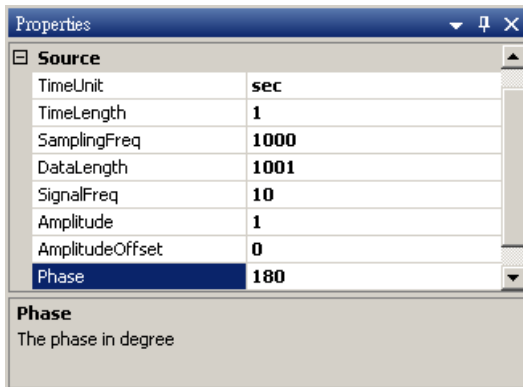 Properties
Source
TimeUnit sec
TimeLength 1
SamplingFreq 1000
DataLength 1001
SignalFreq 10
Amplitude 1
AmplitudeOffset 0
Phase 180
Phase
The phase in degree